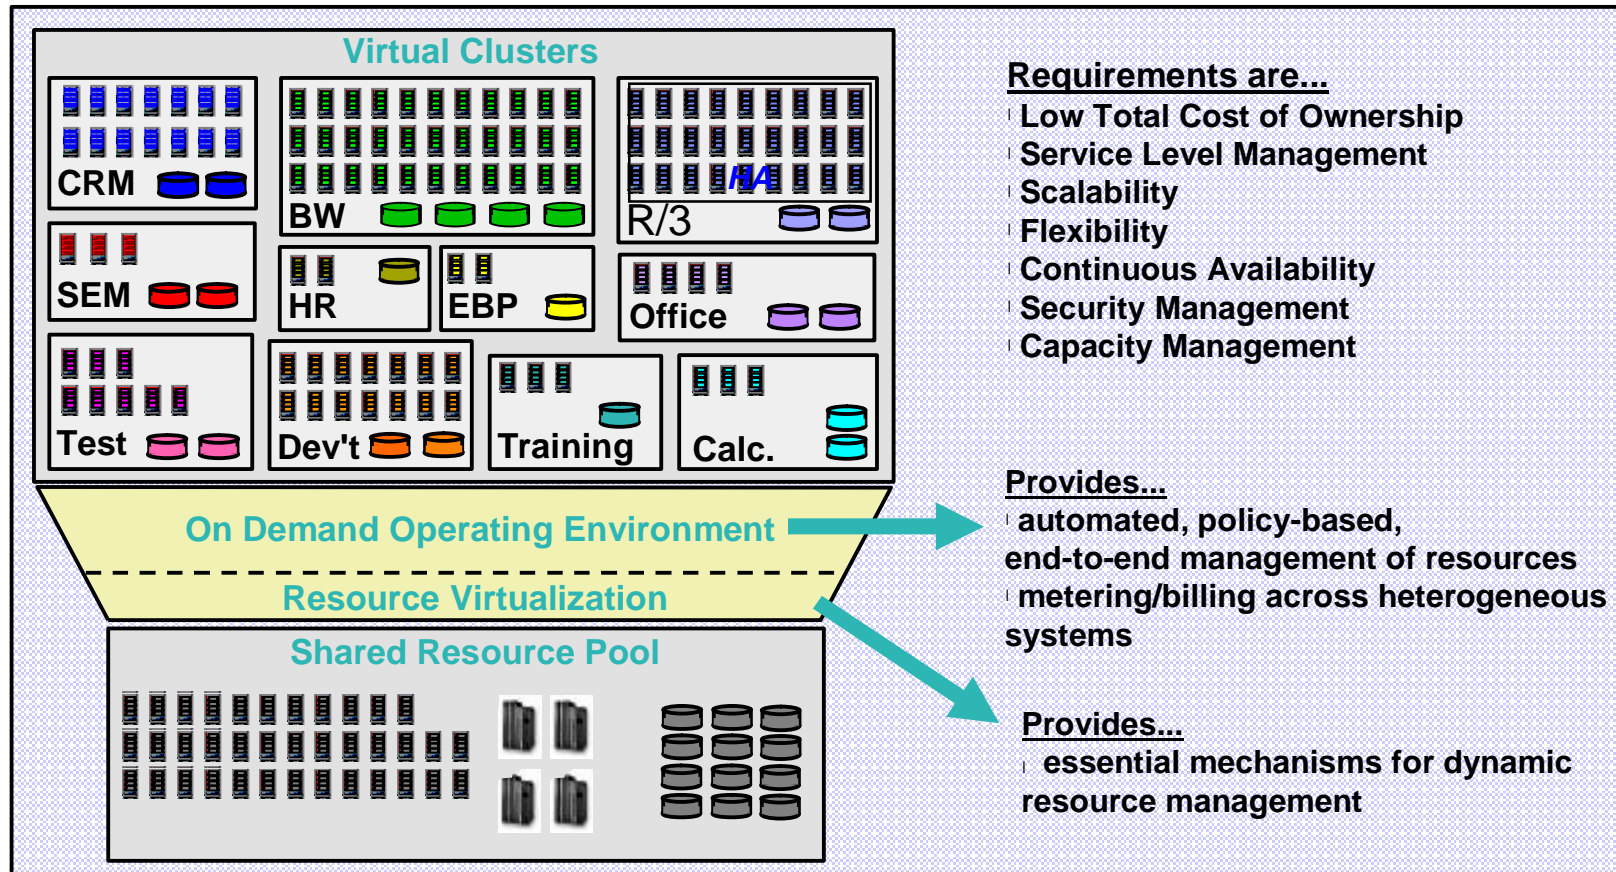 Virtual Clusters
CRM
BW
HA
R/3
SEM
HR
EBP
Office
Test
Dev't
Training
Calc.
On Demand Operating Environment
Resource Virtualization
Shared Resource Pool
Requirements are...
Low Total Cost of Ownership
Service Level Management
Scalability
Flexibility
Continuous Availability
Security Management
Capacity Management
Provides...
automated, policy-based,
end-to-end management of resources
metering/billing across heterogeneous
systems
Provides...
essential mechanisms for dynamic
resource management